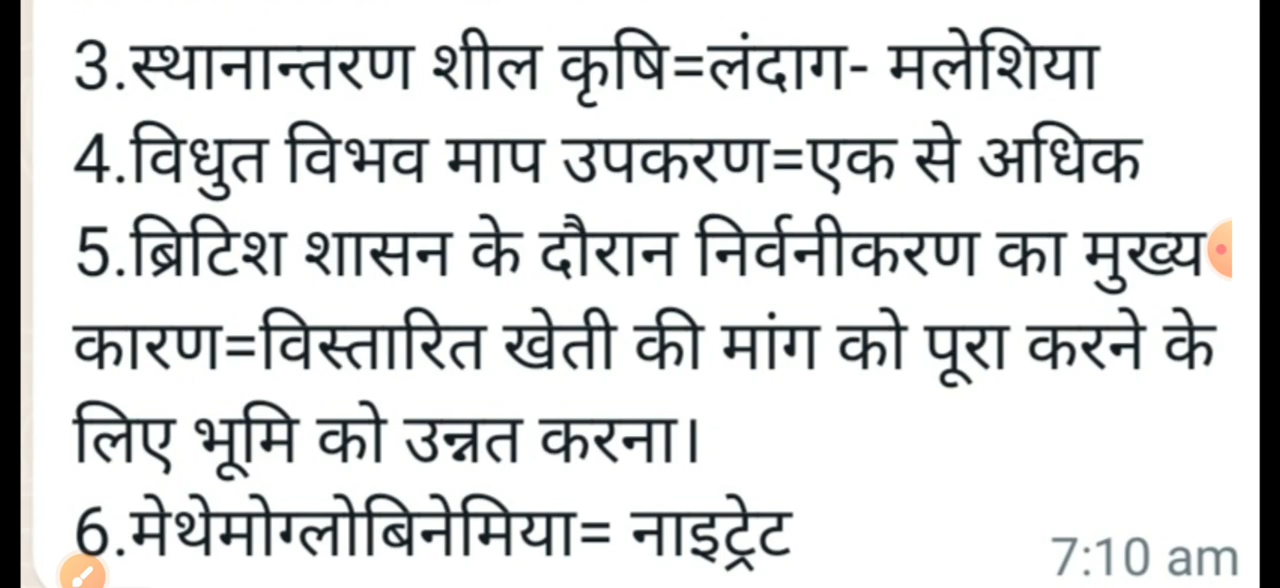 3.स्थानान्तरण शील कृषि=लंदाग- मलेशिया
4.विधुत विभव माप उपकरण=एक से अधिक
5.ब्रिटिश शासन के दौरान निर्वनीकरण का मुख्य
कारण=विस्तारित खेती की मांग को पूरा करने के
लिए भूमि को उन्नत करना।
6.मेथेमोग्लोबिनेमिया= नाइट्रेट
7:10 am